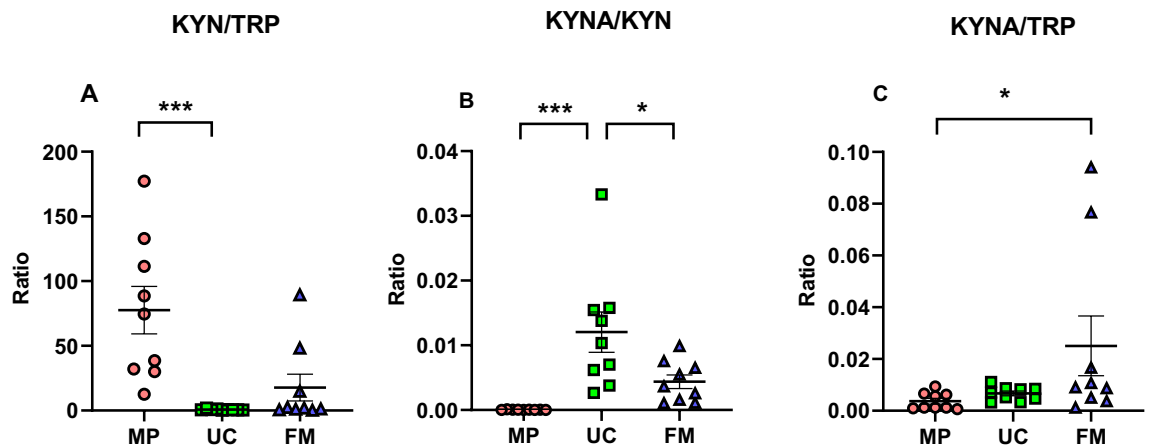 KYN/TRP
A
***
200
150
100
50
0
Ratio
MP UC FM
KYNA/KYN
B
*** *
0.04
0.03
0.02
0.01
0.00
Ratio
MP UC FM
KYNA/TRP
C
*
0.10
0.08
0.06
0.04
0.02
0.00
Ratio
MP UC FM